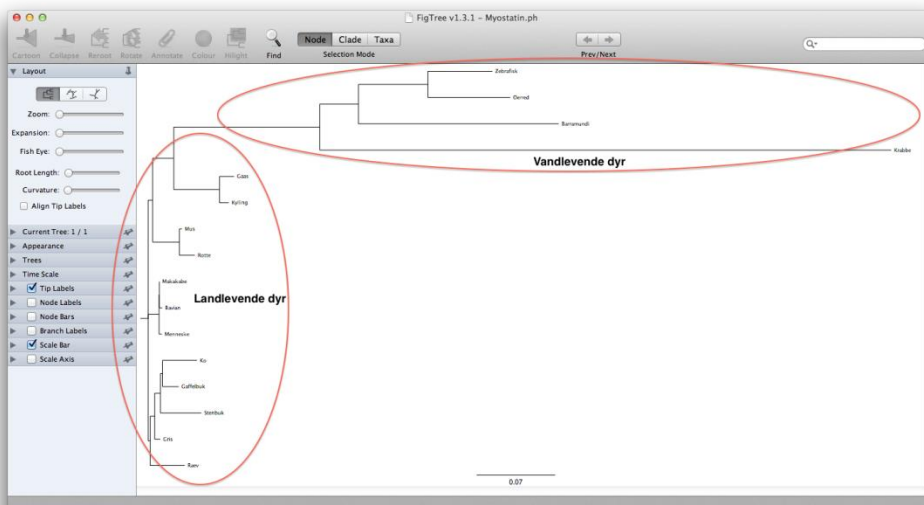 FigTree v1.3.1 – Myostatin.ph
Cartoon Collapse Reroot Rotate Annotate Colour Hilight Find
Node Clade Taxa
Selection Mode
Prev/Next
Layout
Zoom:
Expansion:
Fish Eye:
Root Length:
Curvature:
Align Tip Labels
Current Tree: 1 / 1
Appearance
Trees
Time Scale
Tip Labels
Node Labels
Node Bars
Branch Labels
Scale Bar
Scale Axis
Zebrafisk
Barramundi
Krabbe
Vandlevende dyr
Gaas
Kylling
Mus
Rotte
Bavian
Landlevende dyr
Menneske
Ko
Gaffelbuk
Stenbuk
Gris
Raev
0.07